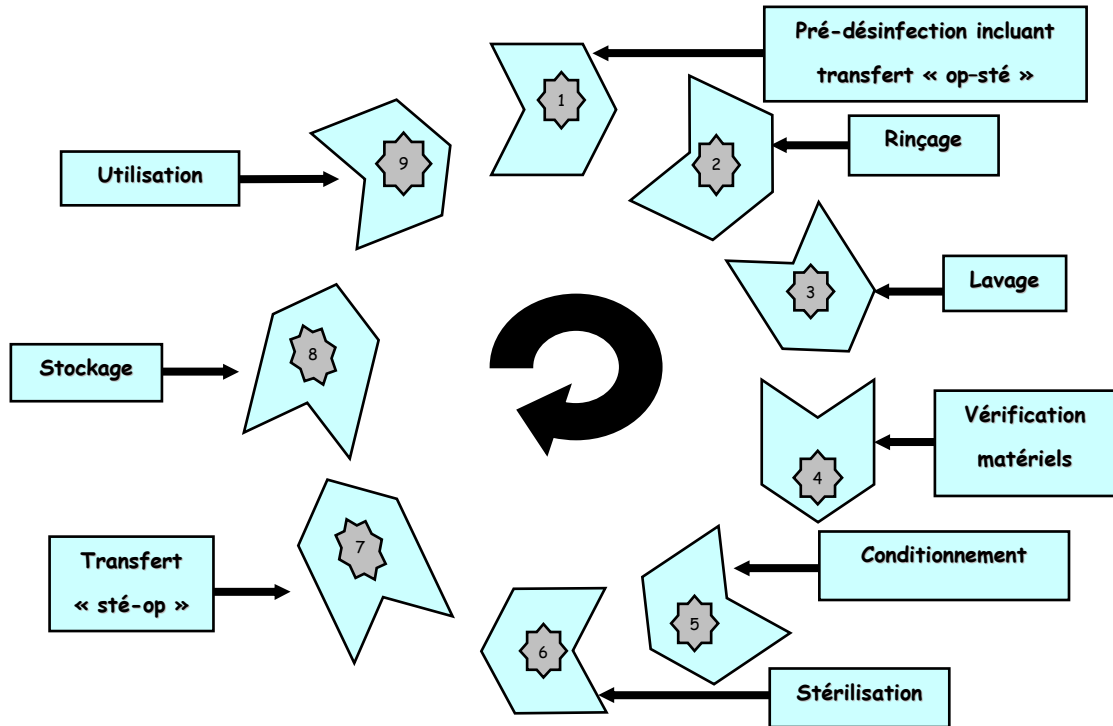 1
Pré-désinfection incluant
transfert « op-sté »
2
Rinçage
3
Lavage
4
Vérification
matériels
5
Conditionnement
6
Stérilisation
7
Transfert
« sté-op »
8
Stockage
9
Utilisation